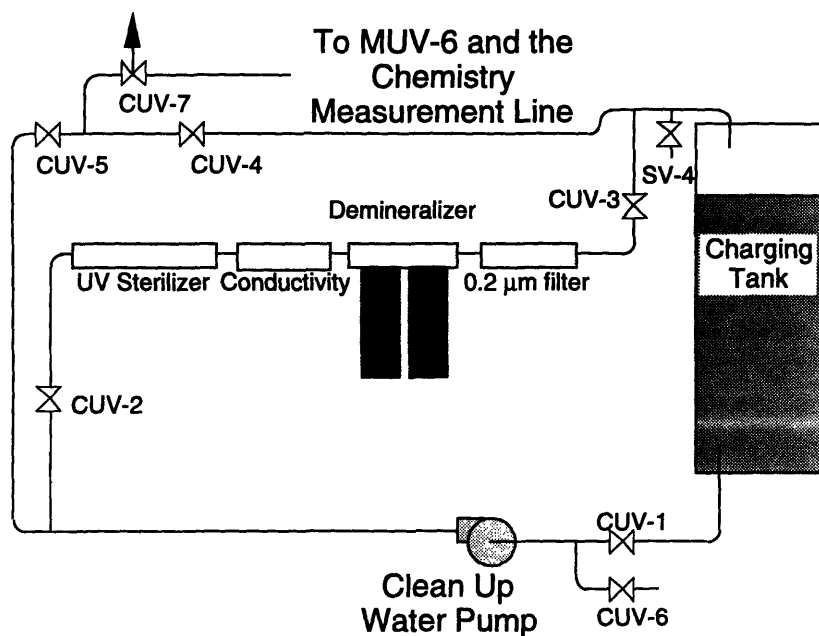 To MUV-6 and the
Chemistry
Measurement Line
CUV-7
CUV-5
CUV-4
SV-4
CUV-3
Demineralizer
Charging
Tank
UV Sterilizer
Conductivity
0.2 µm filter
CUV-2
CUV-1
Clean Up
Water Pump
CUV-6